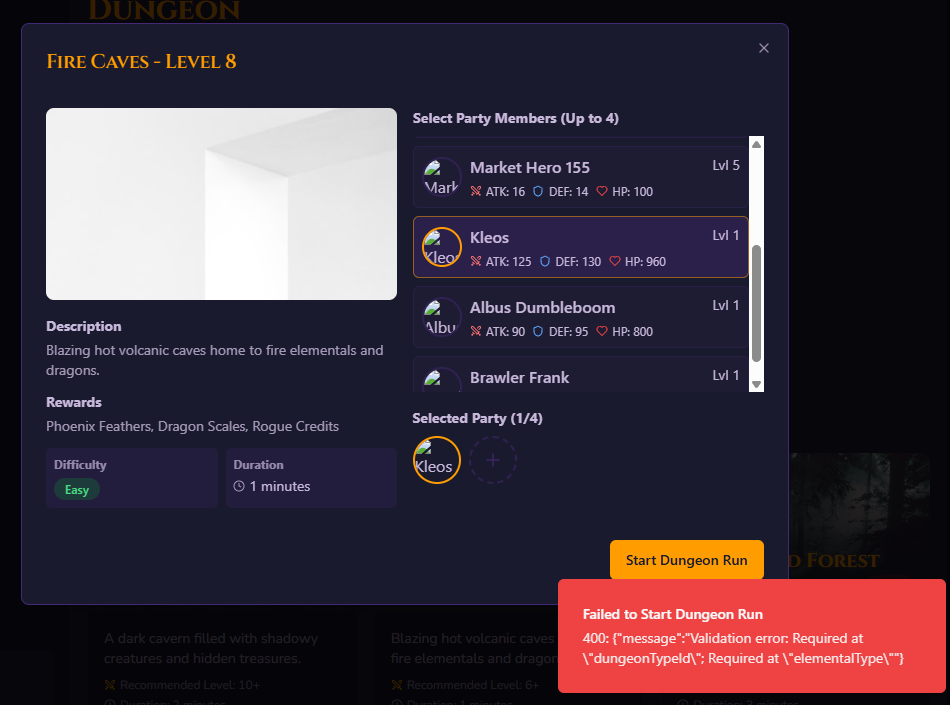 DUNGEON
FIRE CAVES - LEVEL 8
Select Party Members (Up to 4)
Mark
Market Hero 155
Lvl 5
ATK: 16 DEF: 14 HP: 100
Kleos
Kleos
Lvl 1
ATK: 125 DEF: 130 HP: 960
Albu
Albus Dumbleboom
Lvl 1
ATK: 90 DEF: 95 HP: 800
Brawler Frank
Lvl 1
Description
Blazing hot volcanic caves home to fire elementals and
dragons.
Rewards
Phoenix Feathers, Dragon Scales, Rogue Credits
Difficulty
Easy
Duration
1 minutes
Selected Party (1/4)
Kleos
Start Dungeon Run
D FOREST
Failed to Start Dungeon Run
400: {"message":"Validation error: Required at
\"dungeonTypeId\"; Required at \"elementalType\""}
A dark cavern filled with shadowy
creatures and hidden treasures.
Recommended Level: 10+
Duration: 2 minutes
Blazing hot volcanic caves
fire elementals and dragon
Recommended Level: 6+
Duration: 1 minutes